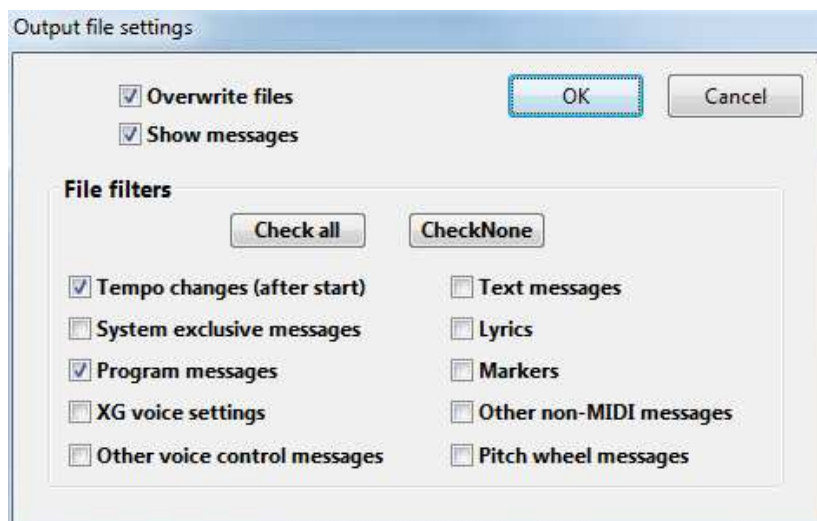 Output file settings
Overwrite files
OK
Cancel
Show messages
File filters
Check all
CheckNone
Tempo changes (after start)
Text messages
System exclusive messages
Lyrics
Program messages
Markers
XG voice settings
Other non-MIDI messages
Other voice control messages
Pitch wheel messages